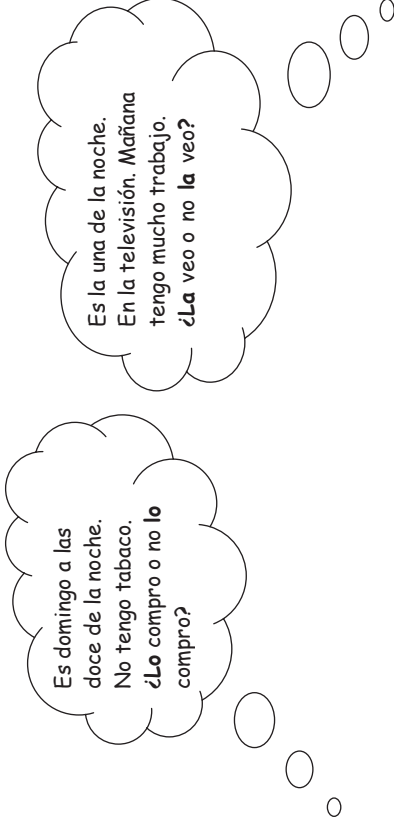 Es domingo a las
doce de la noche.
No tengo tabaco.
¿Lo compro o no lo
compro?
Es la una de la noche.
En la televisión. Mañana
tengo mucho trabajo.
¿La veo o no la veo?